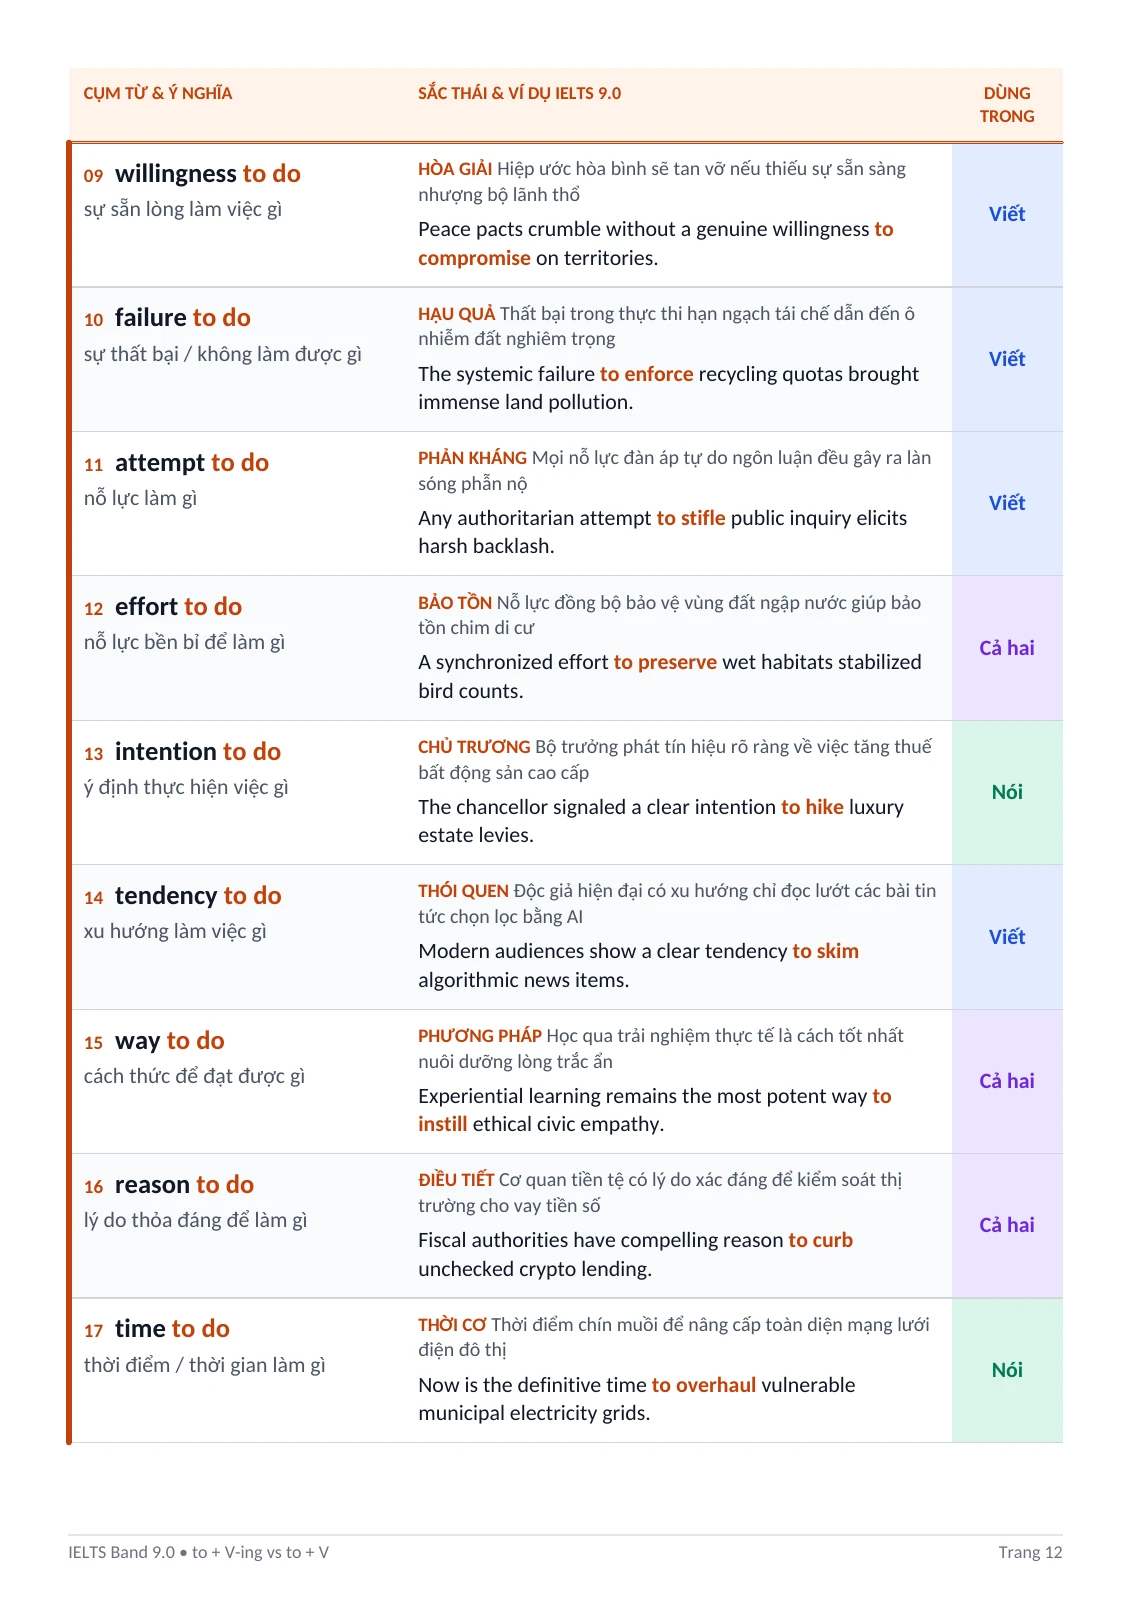 CỤM TỪ & Ý NGHĨA
SẮC THÁI & VÍ DỤ IELTS 9.0
DÙNG
TRONG
09 willingness to do
sự sẵn lòng làm việc gì
HÒA GIẢI Hiệp ước hòa bình sẽ tan vỡ nếu thiếu sự sẵn sàng
nhượng bộ lãnh thổ
Peace pacts crumble without a genuine willingness to
compromise on territories.
Viết
10 failure to do
sự thất bại / không làm được gì
HẬU QUẢ Thất bại trong thực thi hạn ngạch tái chế dẫn đến ô
nhiễm đất nghiêm trọng
The systemic failure to enforce recycling quotas brought
immense land pollution.
Viết
11 attempt to do
nỗ lực làm gì
PHẢN KHÁNG Mọi nỗ lực đàn áp tự do ngôn luận đều gây ra làn
sóng phẫn nộ
Any authoritarian attempt to stifle public inquiry elicits
harsh backlash.
Viết
12 effort to do
nỗ lực bền bỉ để làm gì
BẢO TỒN Nỗ lực đồng bộ bảo vệ vùng đất ngập nước giúp bảo
tồn chim di cư
A synchronized effort to preserve wet habitats stabilized
bird counts.
Cả hai
13 intention to do
ý định thực hiện việc gì
CHỦ TRƯƠNG Bộ trưởng phát tín hiệu rõ ràng về việc tăng thuế
bất động sản cao cấp
The chancellor signaled a clear intention to hike luxury
estate levies.
Nói
14 tendency to do
xu hướng làm việc gì
THÓI QUEN Độc giả hiện đại có xu hướng chỉ đọc lướt các bài tin
tức chọn lọc bằng AI
Modern audiences show a clear tendency to skim
algorithmic news items.
Viết
15 way to do
cách thức để đạt được gì
PHƯƠNG PHÁP Học qua trải nghiệm thực tế là cách tốt nhất
nuôi dưỡng lòng trắc ẩn
Experiential learning remains the most potent way to
instill ethical civic empathy.
Cả hai
16 reason to do
lý do thỏa đáng để làm gì
ĐIỀU TIẾT Cơ quan tiền tệ có lý do xác đáng để kiểm soát thị
trường cho vay tiền số
Fiscal authorities have compelling reason to curb
unchecked crypto lending.
Cả hai
17 time to do
thời điểm / thời gian làm gì
THỜI CƠ Thời điểm chín muồi để nâng cấp toàn diện mạng lưới
điện đô thị
Now is the definitive time to overhaul vulnerable
municipal electricity grids.
Nói
IELTS Band 9.0 • to + V-ing vs to + V
Trang 12